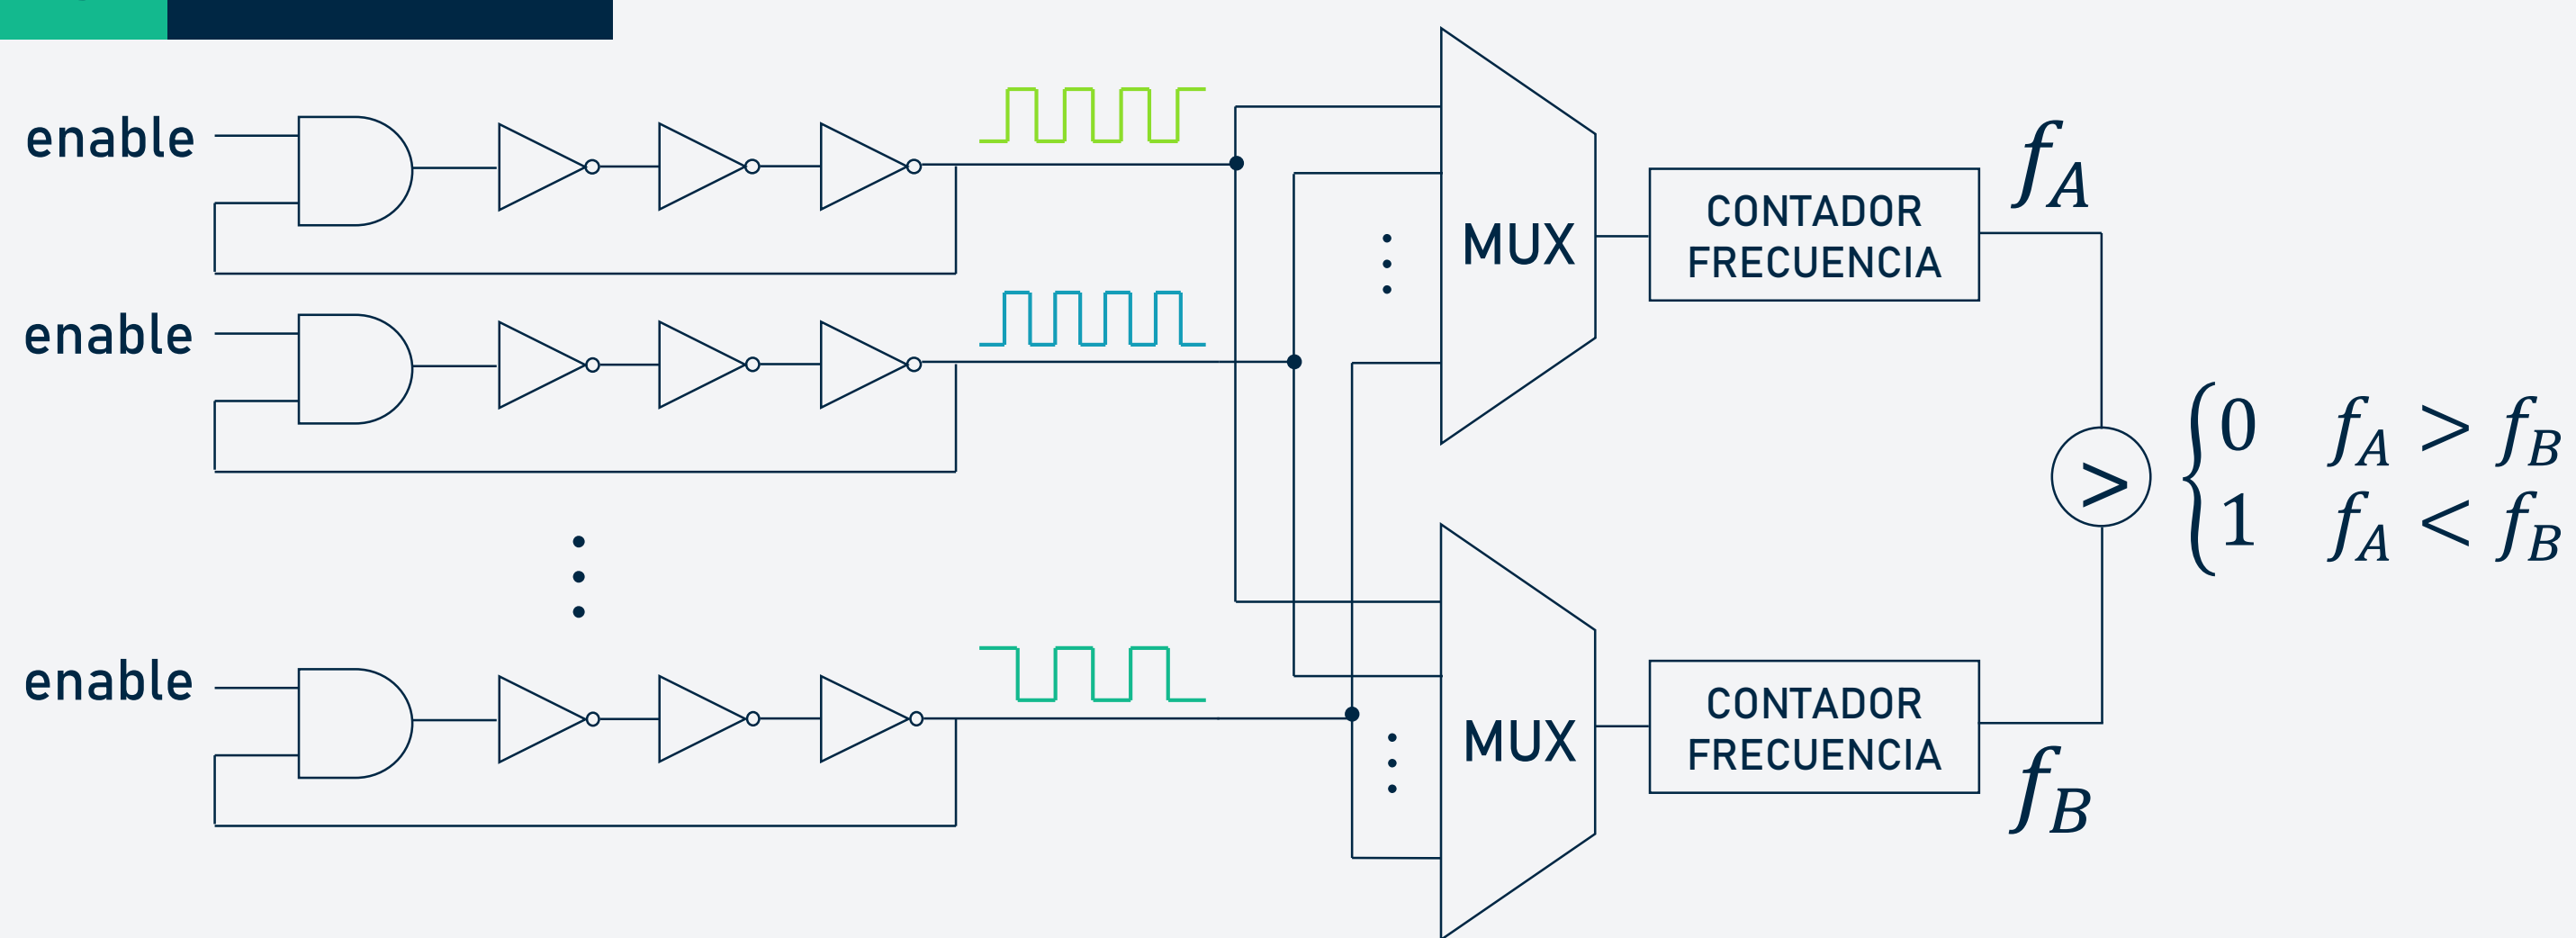 enable
enable
enable
MUX
MUX
CONTADOR
FRECUENCIA
CONTADOR
FRECUENCIA
f_A
f_B
>
0 f_A > f_B
1 f_A < f_B